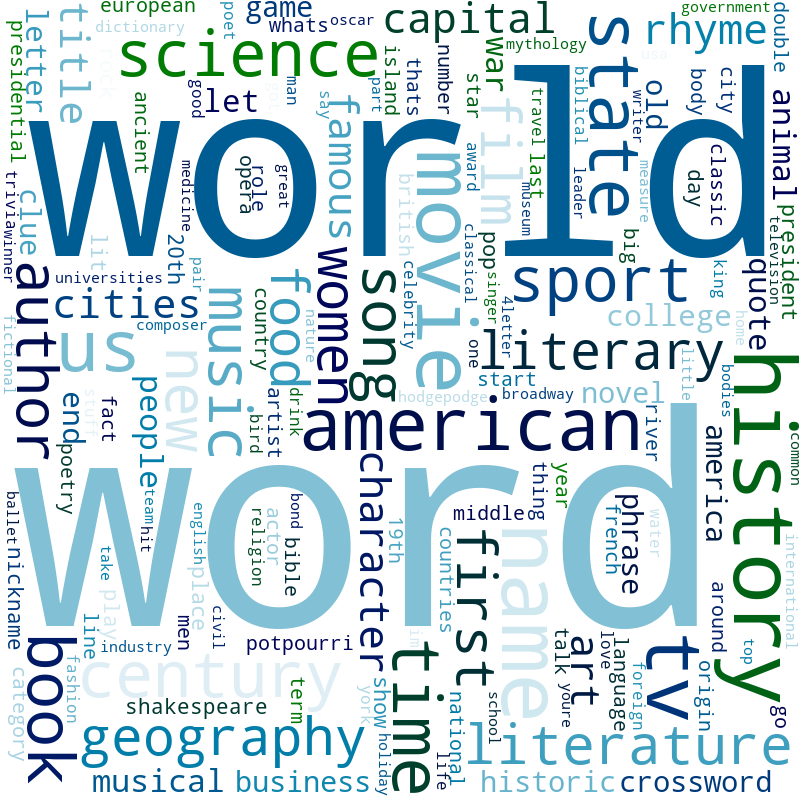 european
game
capital
government
dictionary
poet
whats
oscar
rhyme
double
letter
title
science
war
mythology
state
presidential
good
let
man
say
part
island
thats
number
star
travel
biblical
writer
old
body
city
usa
animal
world
ancient
famous
film
last
award
leader
measure
classic
day
medicine
opera
role
great
movie
museum
british
triviawinner
clue
lit
20th
pair
women
song
classical
pop
singer
big
king
quote
television
president
universities
author
cities
composer
music
country
food
nature
celebrity
sport
4letter
college
home
fictional
us
new
literary
one
start
hodgepodge
broadway
novel
little
bodies
history
end
stuff
fact
people
bird
artist
drink
american
river
common
poetry
word
character
america
ballet
nickname
hit
team
take
english
place
religion
actor
bond
bible
19th
countries
middle
thing
year
french
phrase
water
international
play
line
industry
men
civil
potpourri
first
name
around
top
book
fashion
category
century
shakespeare
term
time
im
york
show
holiday
national
life
school
talk
youre
art
love
language
foreign
tv
origin
go
geography
literature
musical
business
historic
crossword